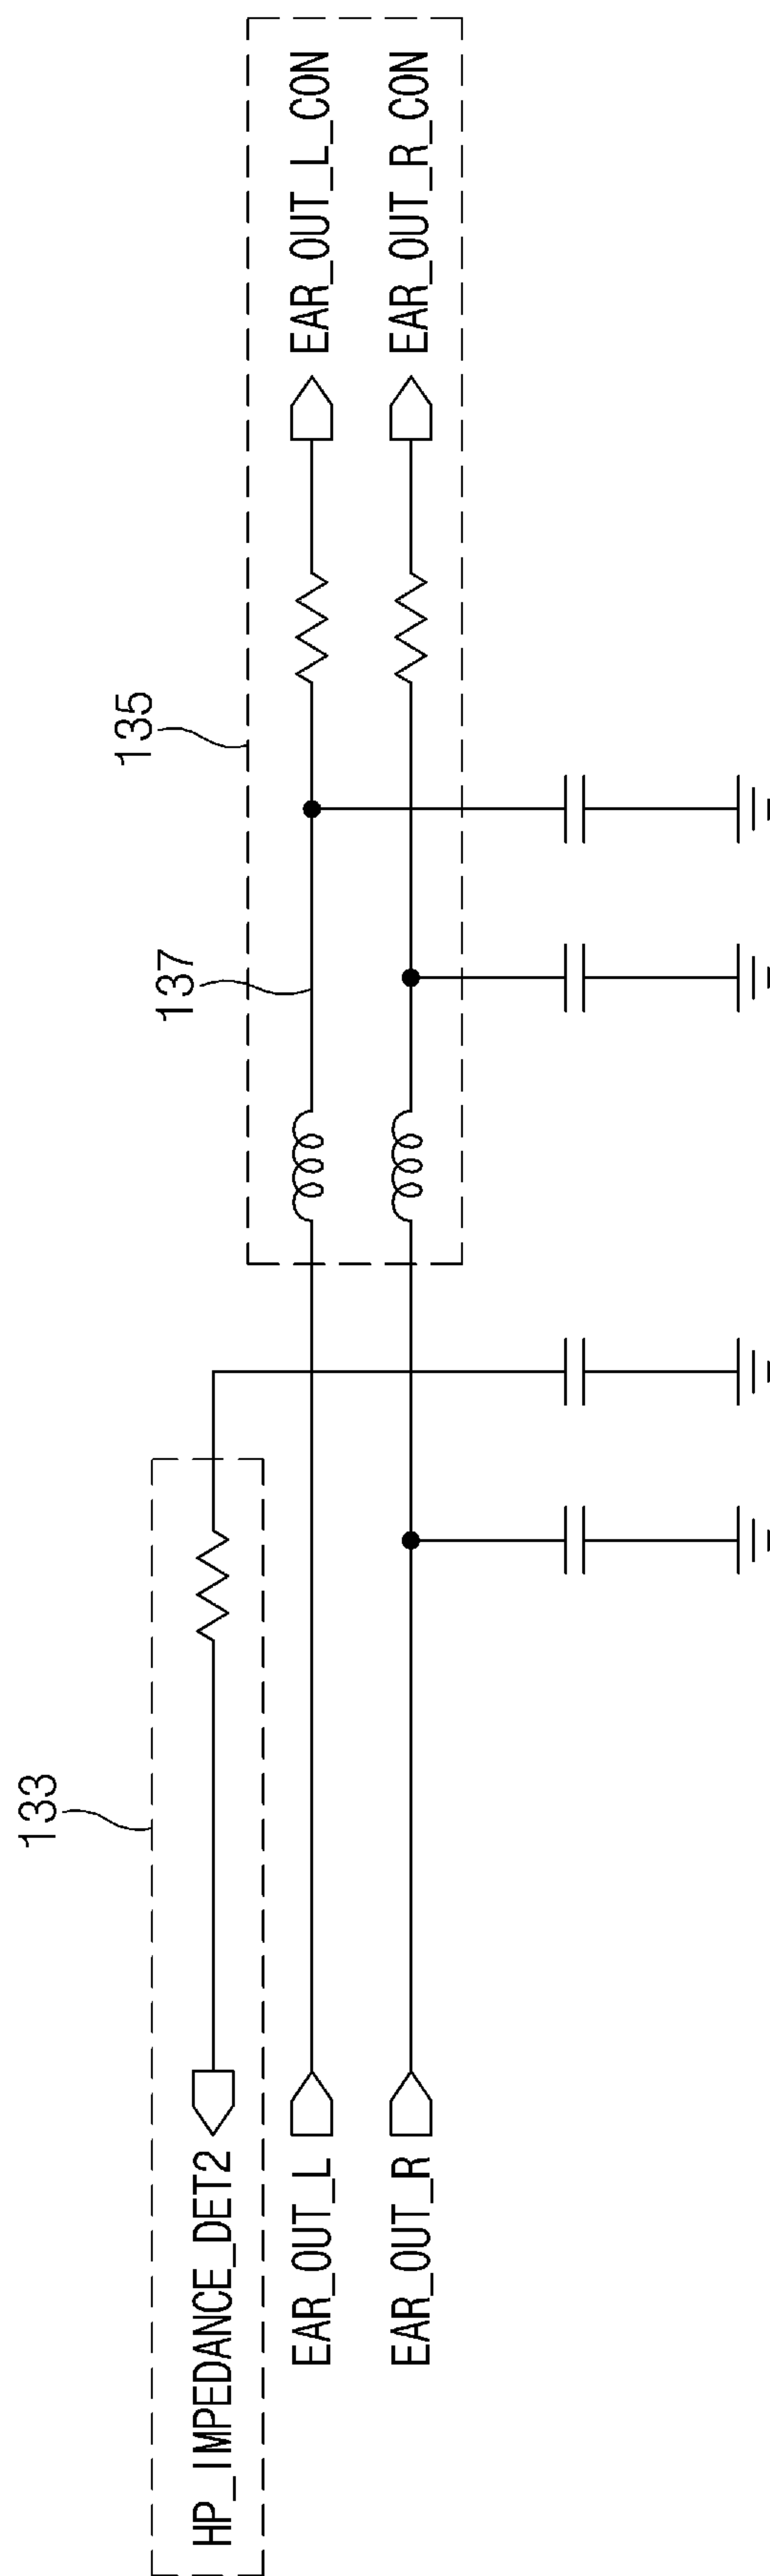 133
135
137
HP_IMPEDANCE_DET2
EAR_OUT_L
EAR_OUT_R
EAR_OUT_L_CON
EAR_OUT_R_CON